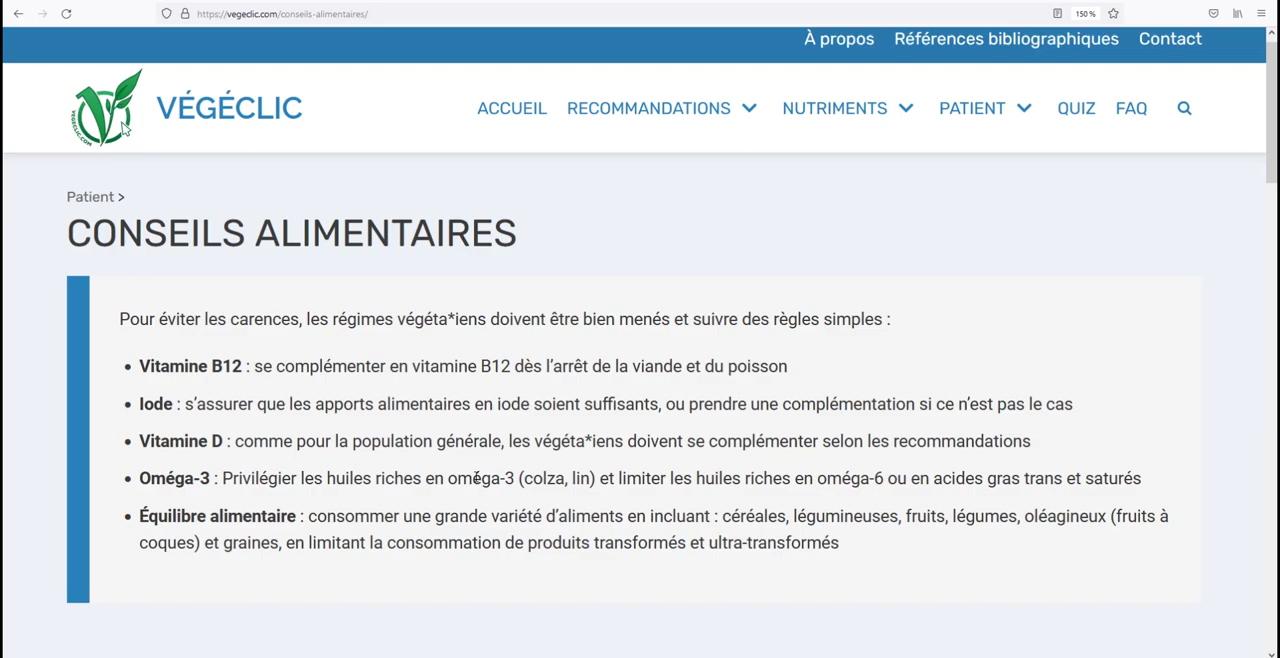 https://vegeclic.com/conseils-alimentaires/
150 %
À propos Références bibliographiques Contact
VEGECLIC.COM
VÉGÉCLIC
ACCUEIL RECOMMANDATIONS NUTRIMENTS PATIENT QUIZ FAQ
Patient >
CONSEILS ALIMENTAIRES
Pour éviter les carences, les régimes végéta*iens doivent être bien menés et suivre des règles simples :
• Vitamine B12 : se complémenter en vitamine B12 dès l’arrêt de la viande et du poisson
• Iode : s’assurer que les apports alimentaires en iode soient suffisants, ou prendre une complémentation si ce n’est pas le cas
• Vitamine D : comme pour la population générale, les végéta*iens doivent se complémenter selon les recommandations
• Oméga-3 : Privilégier les huiles riches en oméga-3 (colza, lin) et limiter les huiles riches en oméga-6 ou en acides gras trans et saturés
• Équilibre alimentaire : consommer une grande variété d’aliments en incluant : céréales, légumineuses, fruits, légumes, oléagineux (fruits à
coques) et graines, en limitant la consommation de produits transformés et ultra-transformés